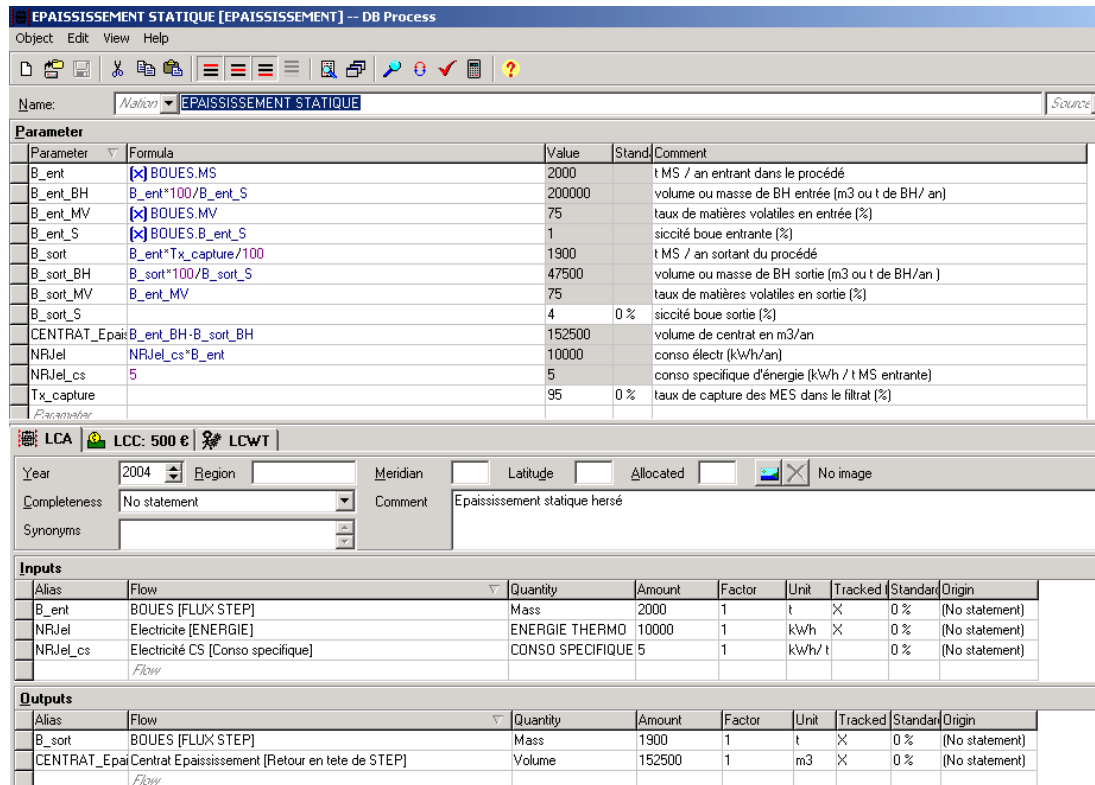 EPAISSISSEMENT STATIQUE [EPAISSISSEMENT] -- DB Process
Object Edit View Help
Name: Nation EPAISSISSEMENT STATIQUE Source
Parameter
Parameter Formula Value Stand Comment
B_ent BOUES.MS 2000 t MS / an entrant dans le procédé
B_ent_BH B_ent*100/B_ent_S 200000 volume ou masse de BH entrée (m3 ou t de BH/ an)
B_ent_MV BOUES.MV 75 taux de matières volatiles en entrée (%)
B_ent_S BOUES.B_ent_S 1 siccité boue entrante (%)
B_sort B_ent*Tx_capture/100 1900 t MS / an sortant du procédé
B_sort_BH B_sort*100/B_sort_S 47500 volume ou masse de BH sortie (m3 ou t de BH/an )
B_sort_MV B_ent_MV 75 taux de matières volatiles en sortie (%)
B_sort_S 4 0 % siccité boue sortie (%)
CENTRAT_Epais B_ent_BH-B_sort_BH 152500 volume de centrat en m3/an
NRJel NRJel_cs*B_ent 10000 conso électr (kWh/an)
NRJel_cs 5 5 conso specifique d'énergie (kWh / t MS entrante)
Tx_capture 95 0 % taux de capture des MES dans le filtrat (%)
Parameter
LCA LCC: 500 € LCWT
Year 2004 Region Meridian Latitude Allocated No image
Completeness No statement Comment Epaississement statique hersé
Synonyms
Inputs
Alias Flow Quantity Amount Factor Unit Tracked f Standard Origin
B_ent BOUES [FLUX STEP] Mass 2000 1 t X 0 % (No statement)
NRJel Electricite [ENERGIE] ENERGIE THERMO 10000 1 kWh X 0 % (No statement)
NRJel_cs Electricité CS [Conso specifique] CONSO SPECIFIQUE 5 1 kWh/ t 0 % (No statement)
Flow
Outputs
Alias Flow Quantity Amount Factor Unit Tracked Standard Origin
B_sort BOUES [FLUX STEP] Mass 1900 1 t X 0 % (No statement)
CENTRAT_Epai Centrat Epaississement [Retour en tete de STEP] Volume 152500 1 m3 X 0 % (No statement)
Flow